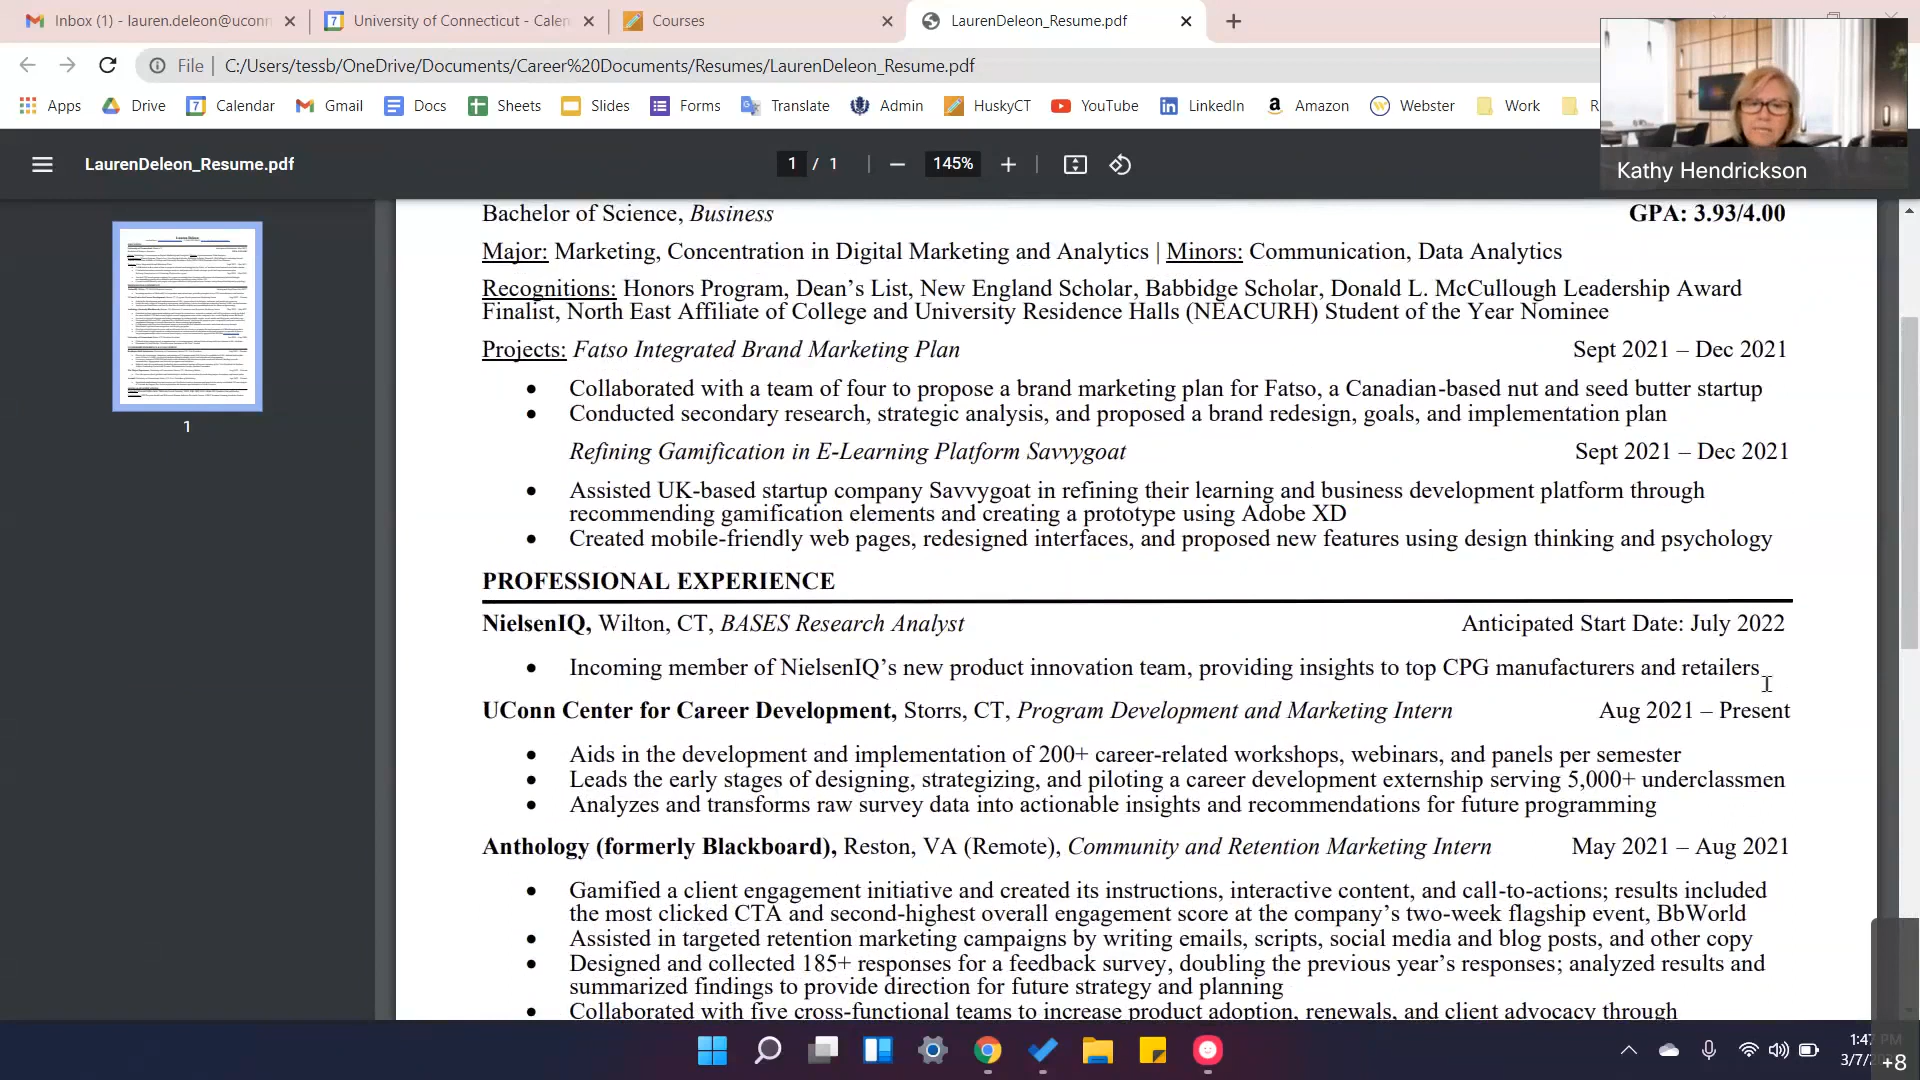 Inbox (1) - lauren.deleon@uconn
University of Connecticut - Calen
Courses
LaurenDeleon_Resume.pdf
File
C:/Users/tessb/OneDrive/Documents/Career%20Documents/Resumes/LaurenDeleon_Resume.pdf
Apps
Drive
Calendar
Gmail
Docs
Sheets
Slides
Forms
Translate
Admin
HuskyCT
YouTube
LinkedIn
Amazon
Webster
Work
R
Kathy Hendrickson
LaurenDeleon_Resume.pdf
1 / 1
145%
1
Bachelor of Science, Business GPA: 3.93/4.00
Major: Marketing, Concentration in Digital Marketing and Analytics | Minors: Communication, Data Analytics
Recognitions: Honors Program, Dean’s List, New England Scholar, Babbidge Scholar, Donald L. McCullough Leadership Award
Finalist, North East Affiliate of College and University Residence Halls (NEACURH) Student of the Year Nominee
Projects: Fatso Integrated Brand Marketing Plan Sept 2021 – Dec 2021
• Collaborated with a team of four to propose a brand marketing plan for Fatso, a Canadian-based nut and seed butter startup
• Conducted secondary research, strategic analysis, and proposed a brand redesign, goals, and implementation plan
Refining Gamification in E-Learning Platform Savvygoat Sept 2021 – Dec 2021
• Assisted UK-based startup company Savvygoat in refining their learning and business development platform through
recommending gamification elements and creating a prototype using Adobe XD
• Created mobile-friendly web pages, redesigned interfaces, and proposed new features using design thinking and psychology
PROFESSIONAL EXPERIENCE
NielsenIQ, Wilton, CT, BASES Research Analyst Anticipated Start Date: July 2022
• Incoming member of NielsenIQ’s new product innovation team, providing insights to top CPG manufacturers and retailers
UConn Center for Career Development, Storrs, CT, Program Development and Marketing Intern Aug 2021 – Present
• Aids in the development and implementation of 200+ career-related workshops, webinars, and panels per semester
• Leads the early stages of designing, strategizing, and piloting a career development externship serving 5,000+ underclassmen
• Analyzes and transforms raw survey data into actionable insights and recommendations for future programming
Anthology (formerly Blackboard), Reston, VA (Remote), Community and Retention Marketing Intern May 2021 – Aug 2021
• Gamified a client engagement initiative and created its instructions, interactive content, and call-to-actions; results included
the most clicked CTA and second-highest overall engagement score at the company’s two-week flagship event, BbWorld
• Assisted in targeted retention marketing campaigns by writing emails, scripts, social media and blog posts, and other copy
• Designed and collected 185+ responses for a feedback survey, doubling the previous year’s responses; analyzed results and
summarized findings to provide direction for future strategy and planning
• Collaborated with five cross-functional teams to increase product adoption, renewals, and client advocacy through
1:47 PM
3/7/
+8